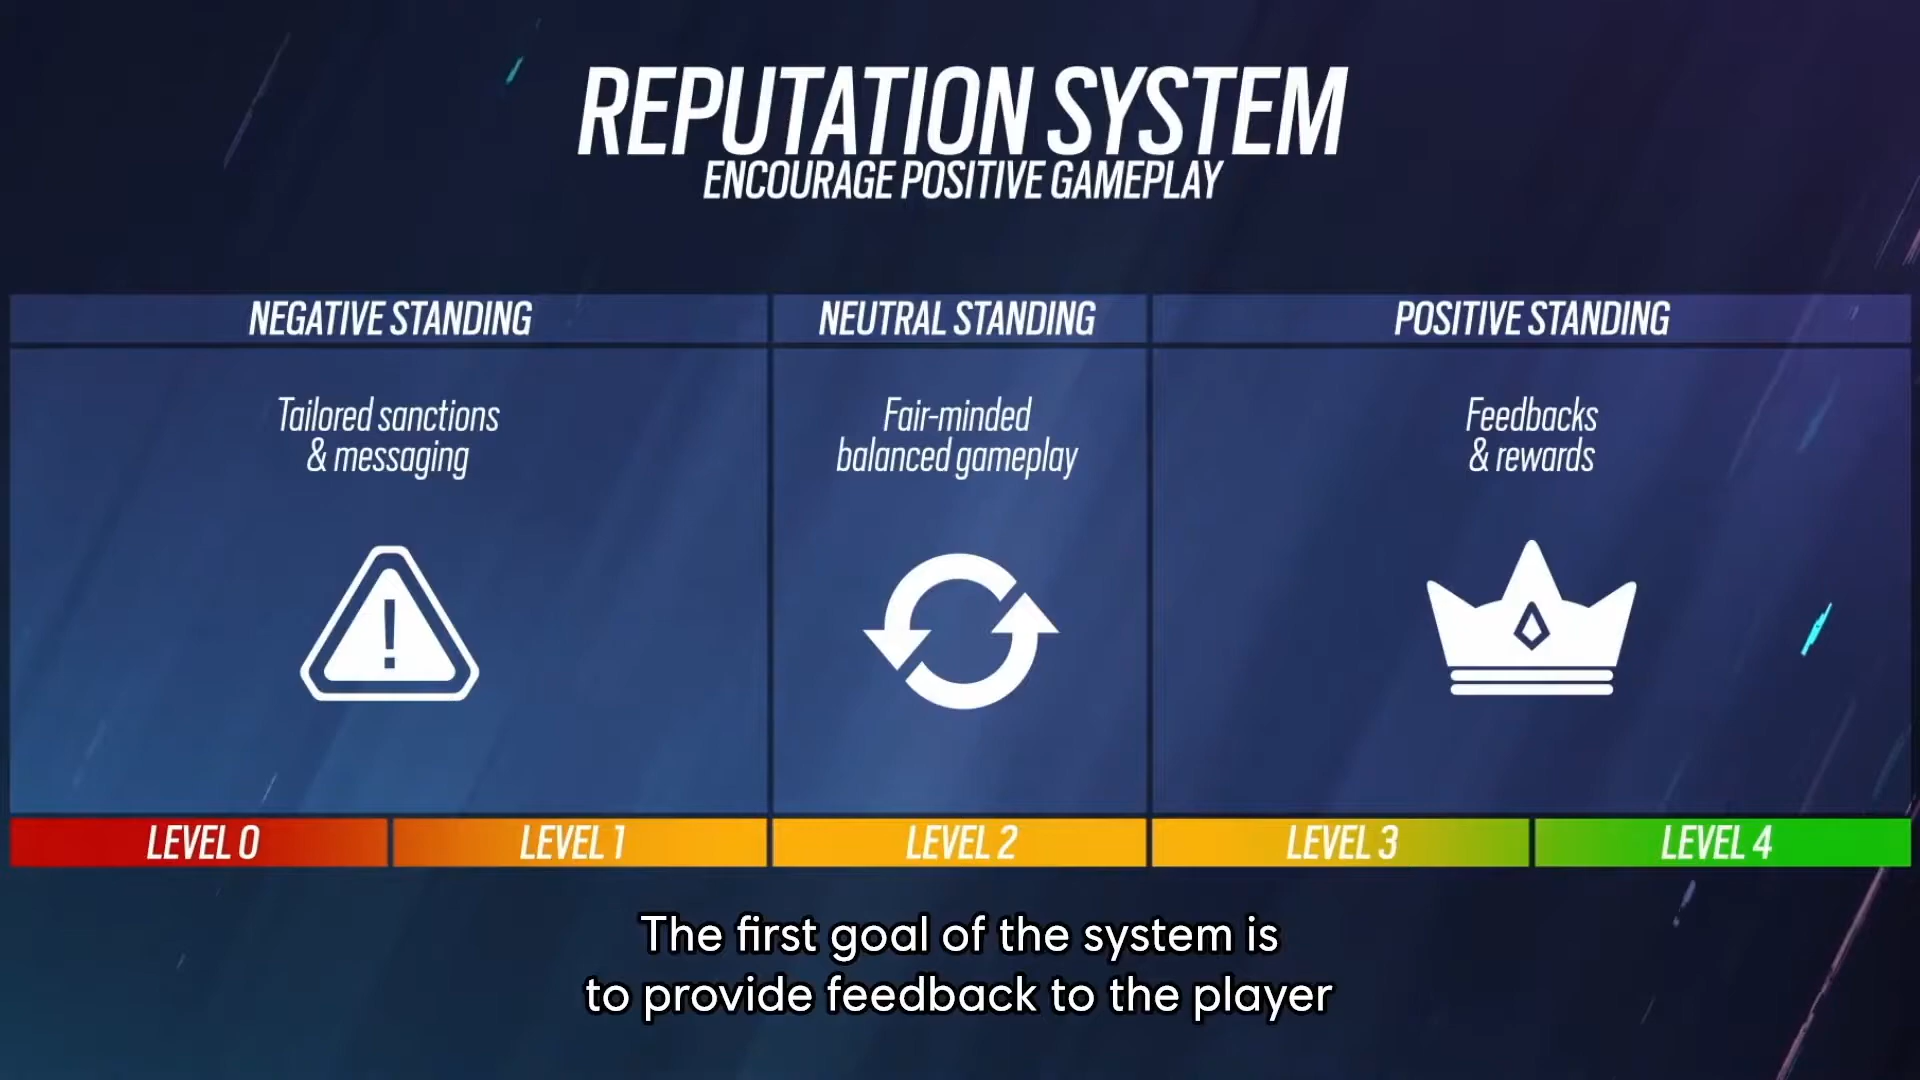 REPUTATION SYSTEM
ENCOURAGE POSITIVE GAMEPLAY
NEGATIVE STANDING
Tailored sanctions
& messaging
!
NEUTRAL STANDING
Fair-minded
balanced gameplay
POSITIVE STANDING
Feedbacks
& rewards
LEVEL 0
LEVEL 1
LEVEL 2
LEVEL 3
LEVEL 4
The first goal of the system is
to provide feedback to the player